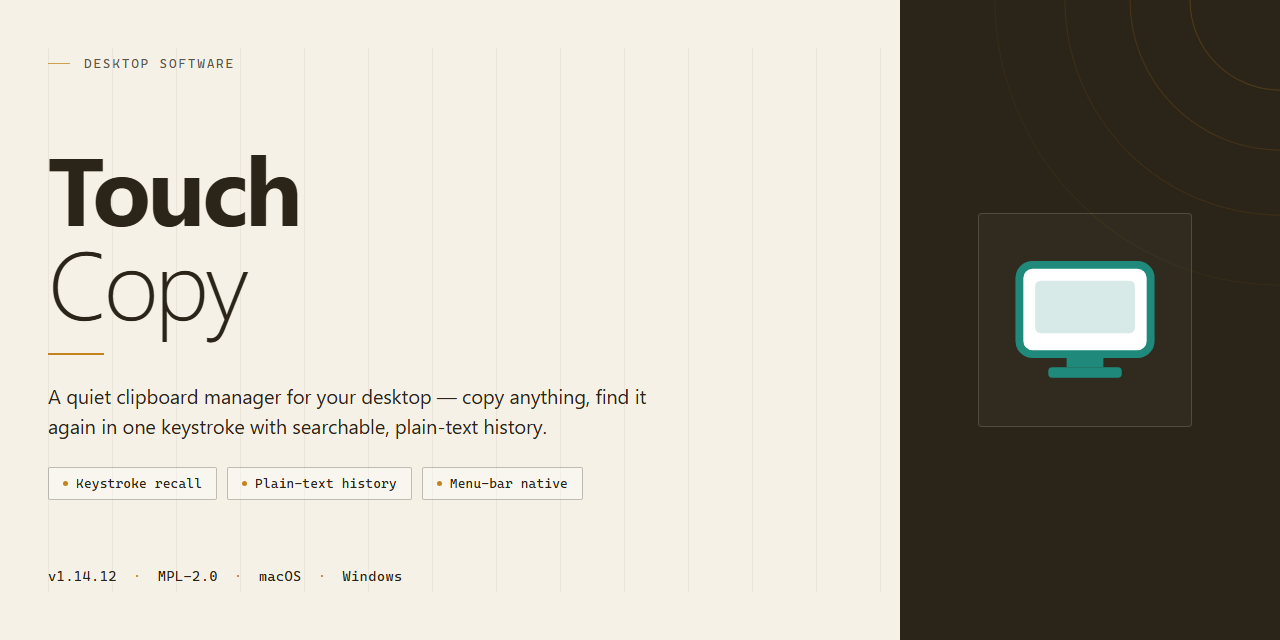 DESKTOP SOFTWARE
Touch
Copy
A quiet clipboard manager for your desktop — copy anything, find it
again in one keystroke with searchable, plain-text history.
Keystroke recall
Plain-text history
Menu-bar native
v1.14.12 · MPL-2.0 · macOS · Windows